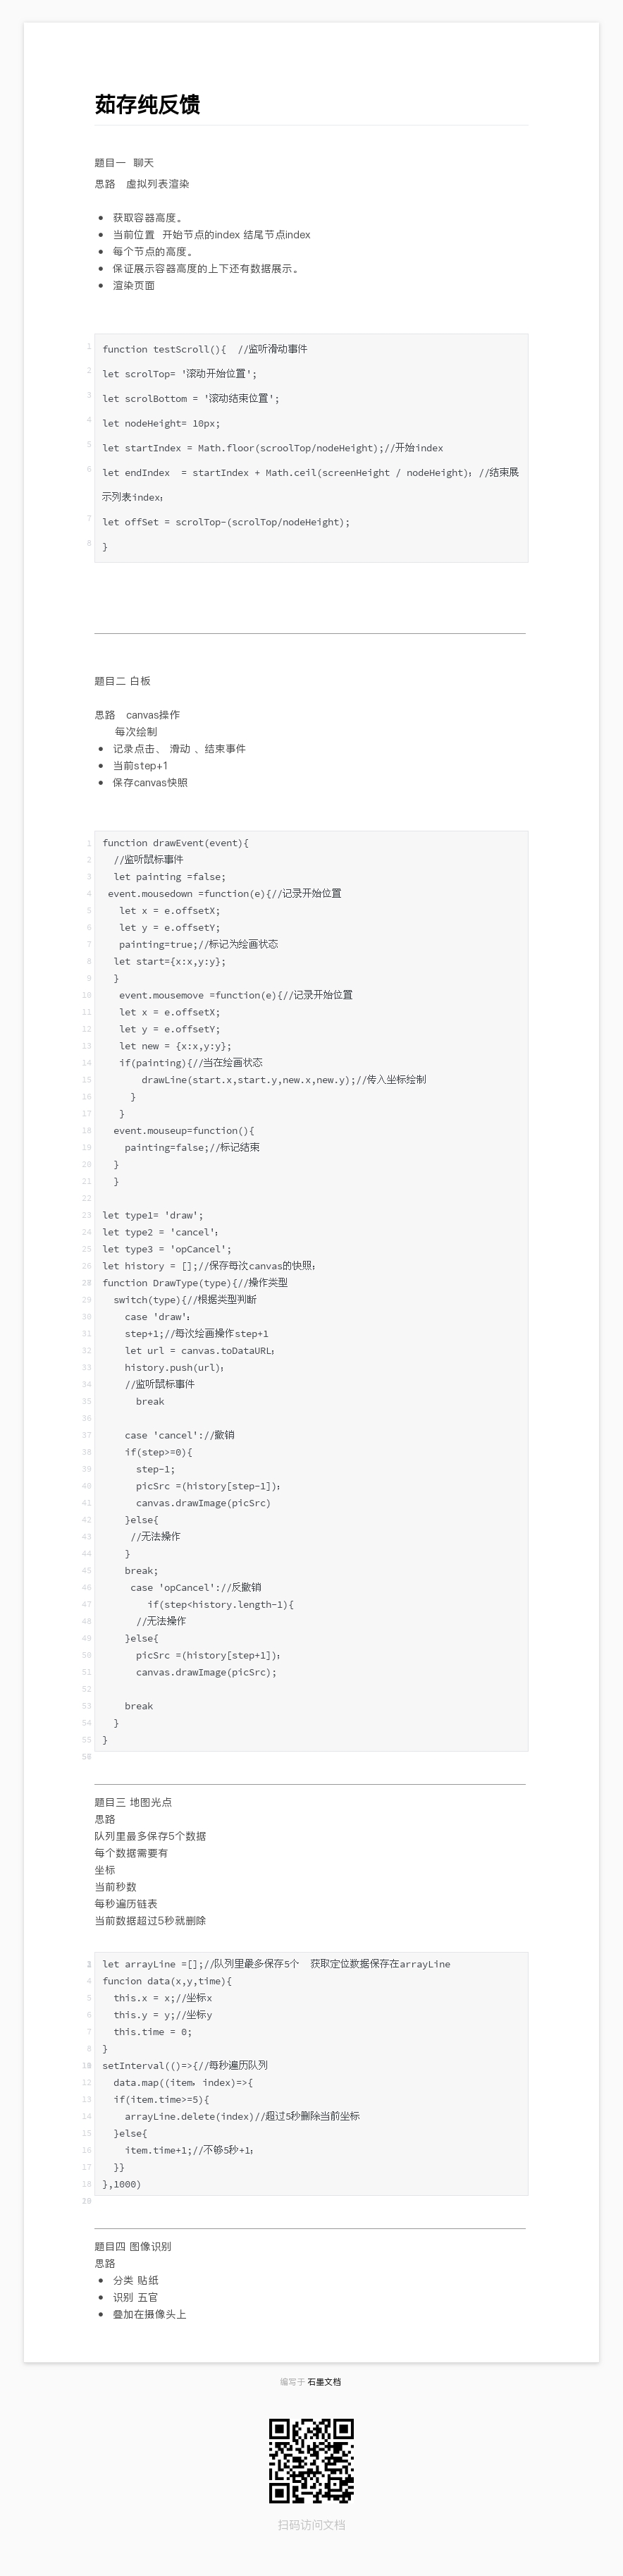 茹存纯反馈
题目一  聊天
思路   虚拟列表渲染
获取容器高度。
当前位置  开始节点的index 结尾节点index
每个节点的高度。
保证展示容器高度的上下还有数据展示。
渲染页面
1 function testScroll(){  //监听滑动事件
2 let scrolTop= '滚动开始位置';
3 let scrolBottom = '滚动结束位置';
4 let nodeHeight= 10px;
5 let startIndex = Math.floor(scroolTop/nodeHeight);//开始index
6 let endIndex  = startIndex + Math.ceil(screenHeight / nodeHeight)；//结束展
示列表index；
7 let offSet = scrolTop-(scrolTop/nodeHeight);
8 }
题目二 白板
思路   canvas操作
每次绘制
记录点击、 滑动 、结束事件
当前step+1
保存canvas快照
1 function drawEvent(event){
2 //监听鼠标事件
3 let painting =false;
4 event.mousedown =function(e){//记录开始位置
5 let x = e.offsetX;
6 let y = e.offsetY;
7 painting=true;//标记为绘画状态
8 let start={x:x,y:y};
9 }
10 event.mousemove =function(e){//记录开始位置
11 let x = e.offsetX;
12 let y = e.offsetY;
13 let new = {x:x,y:y};
14 if(painting){//当在绘画状态
15 drawLine(start.x,start.y,new.x,new.y);//传入坐标绘制
16 }
17 }
18 event.mouseup=function(){
19 painting=false;//标记结束
20 }
21 }
22
23 let type1= 'draw';
24 let type2 = 'cancel'；
25 let type3 = 'opCancel';
26 let history = [];//保存每次canvas的快照；
function DrawType(type){//操作类型
29 switch(type){//根据类型判断
30 case 'draw'：
31 step+1;//每次绘画操作step+1
32 let url = canvas.toDataURL；
33 history.push(url)；
34 //监听鼠标事件
35 break
36
37 case 'cancel'://撤销
38 if(step>=0){
39 step-1;
40 picSrc =(history[step-1])；
41 canvas.drawImage(picSrc)
42 }else{
43 //无法操作
44 }
45 break;
46 case 'opCancel'://反撤销
47 if(step<history.length-1){
48 //无法操作
49 }else{
50 picSrc =(history[step+1])；
51 canvas.drawImage(picSrc);
52
53 break
54 }
55 }
题目三 地图光点
思路
队列里最多保存5个数据
每个数据需要有
坐标
当前秒数
每秒遍历链表
当前数据超过5秒就删除
let arrayLine =[];//队列里最多保存5个  获取定位数据保存在arrayLine
4 funcion data(x,y,time){
5 this.x = x;//坐标x
6 this.y = y;//坐标y
7 this.time = 0;
8 }
setInterval(()=>{//每秒遍历队列
12 data.map((item，index)=>{
13 if(item.time>=5){
14 arrayLine.delete(index)//超过5秒删除当前坐标
15 }else{
16 item.time+1;//不够5秒+1；
17 }}
18 },1000)
题目四 图像识别
思路
分类 贴纸
识别 五官
叠加在摄像头上
编写于 石墨文档
扫码访问文档